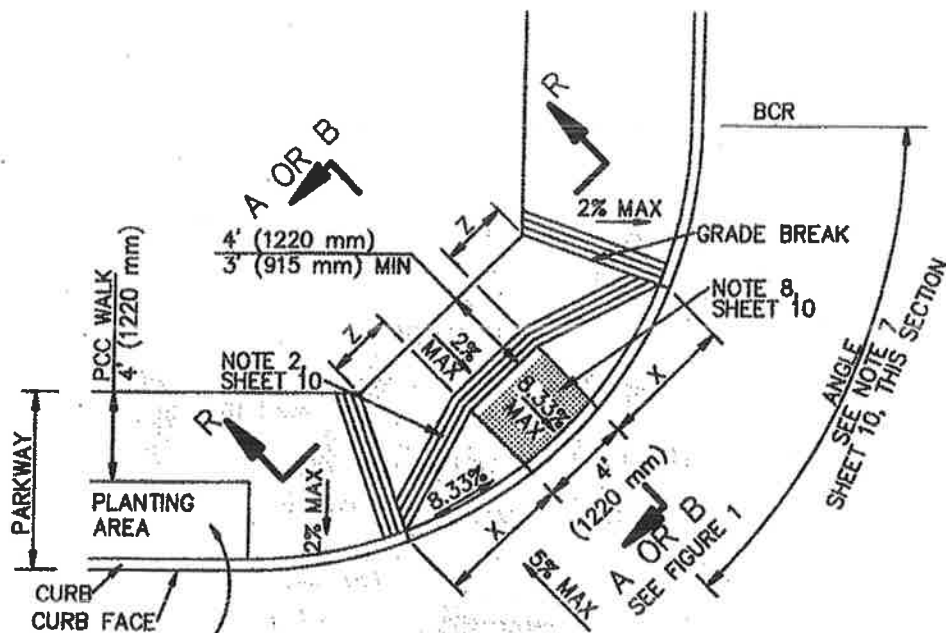 BCR
R
A OR B
2% MAX
GRADE BREAK
Z
4' (1220 mm)
3' (915 mm) MIN
NOTE 8,
SHEET 10
PCC WALK
4' (1220 mm)
Z
2%
MAX
NOTE 2,
SHEET 10
8.33%
MAX
X
ANGLE
SEE NOTE 7
SHEET 10, THIS SECTION
PARKWAY
R
PLANTING
AREA
2% MAX
8.33%
X
4'
(1220 mm)
A OR B
SEE FIGURE 1
5% MAX
CURB
CURB FACE